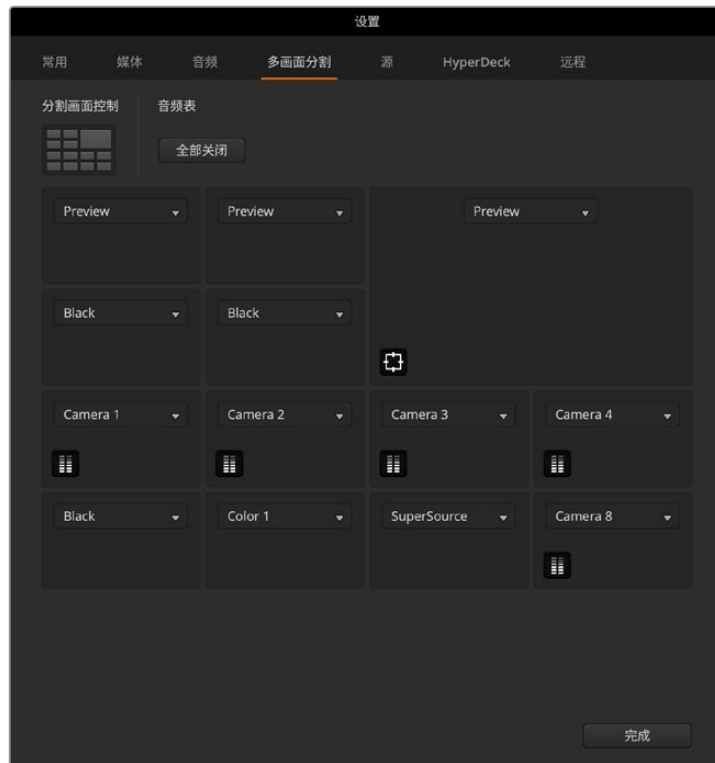 设置
常用 媒体 音频 多画面分割 源 HyperDeck 远程
分割画面控制 音频表
全部关闭
Preview Preview Preview
Black Black
Camera 1 Camera 2 Camera 3 Camera 4
Black Color 1 SuperSource Camera 8
完成